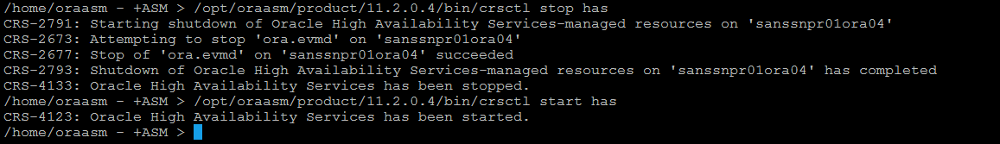 /home/oraasm - +ASM > /opt/oraasm/product/11.2.0.4/bin/crsctl stop has
CRS-2791: Starting shutdown of Oracle High Availability Services-managed resources on 'sanssnpr01ora04'
CRS-2673: Attempting to stop 'ora.evmd' on 'sanssnpr01ora04'
CRS-2677: Stop of 'ora.evmd' on 'sanssnpr01ora04' succeeded
CRS-2793: Shutdown of Oracle High Availability Services-managed resources on 'sanssnpr01ora04' has completed
CRS-4133: Oracle High Availability Services has been stopped.
/home/oraasm - +ASM > /opt/oraasm/product/11.2.0.4/bin/crsctl start has
CRS-4123: Oracle High Availability Services has been started.
/home/oraasm - +ASM >